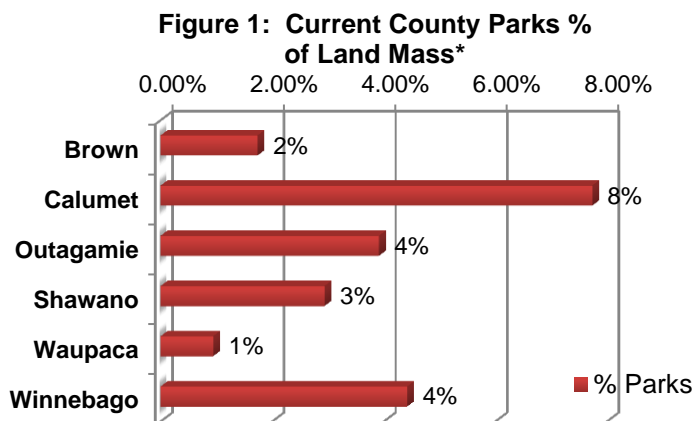 Figure 1: Current County Parks %
of Land Mass*
0.00% 2.00% 4.00% 6.00% 8.00%
Brown 2%
Calumet 8%
Outagamie 4%
Shawano 3%
Waupaca 1%
Winnebago 4%
% Parks